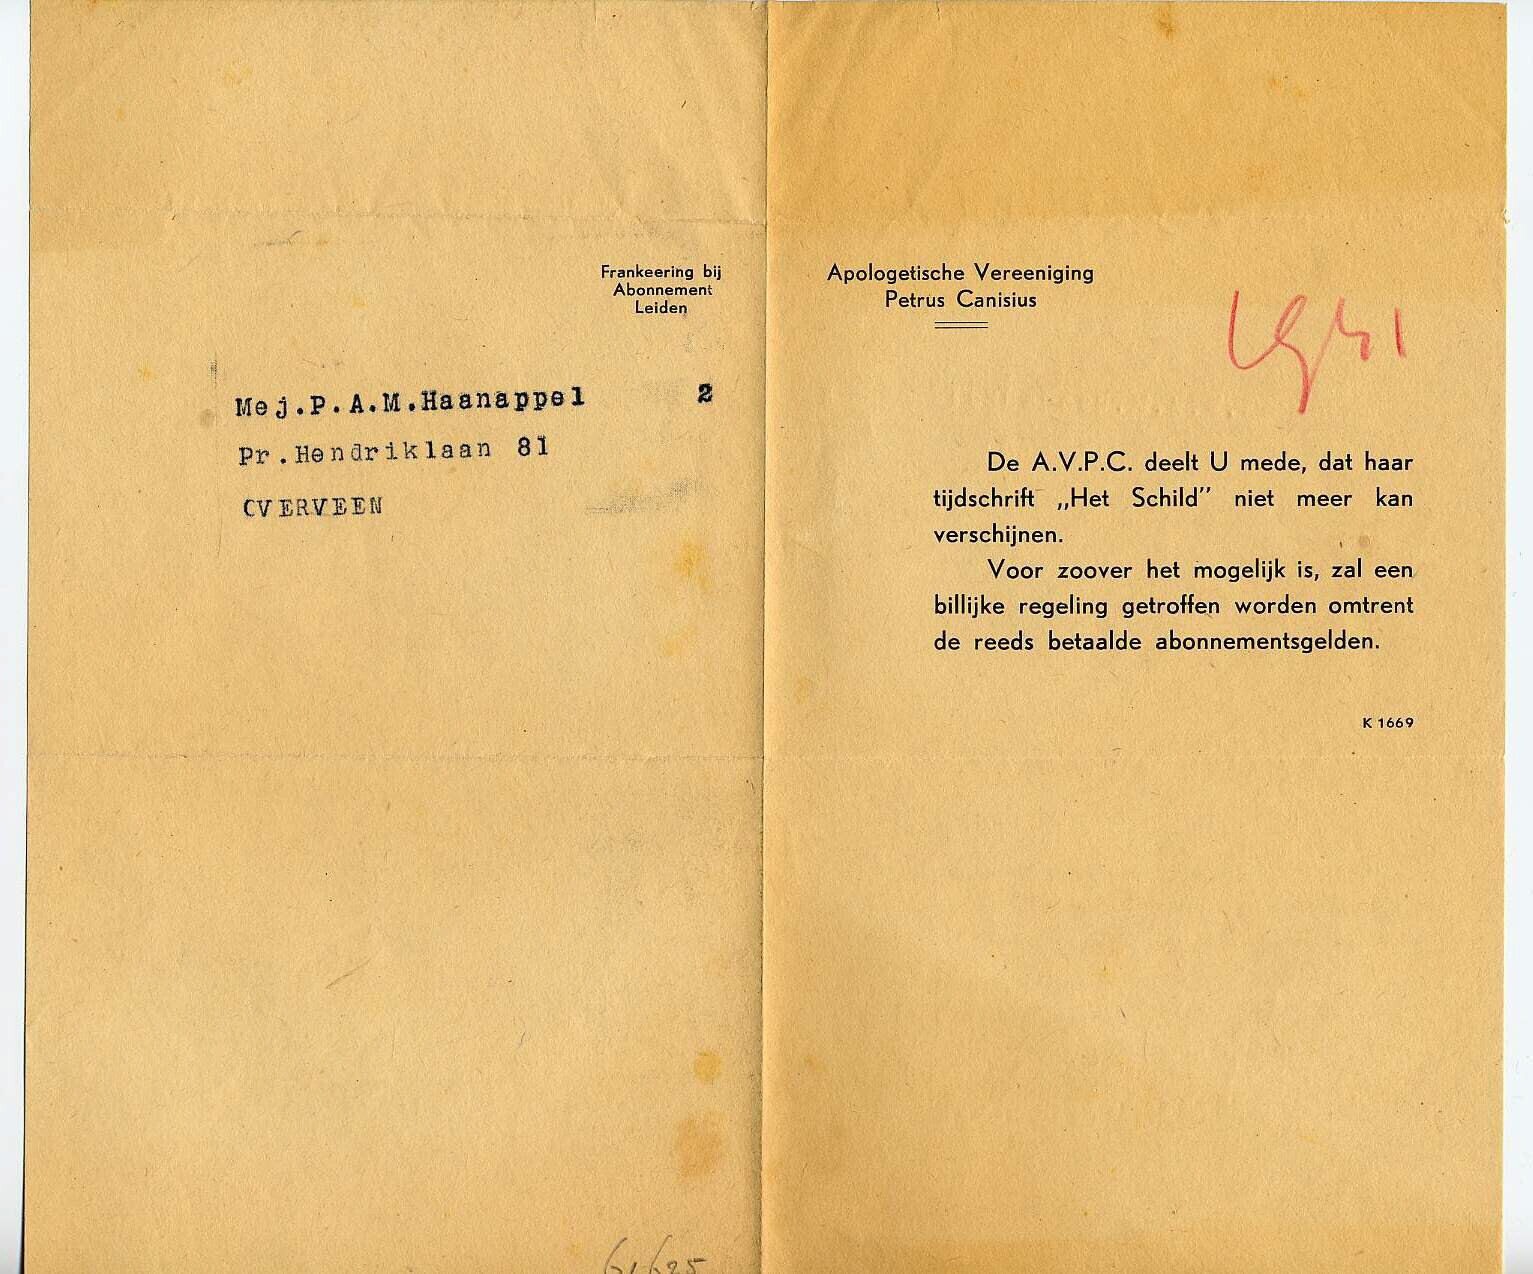 Frankeering bij
Abonnement
Leiden
Mej.P.A.M.Haanappel 2
Pr.Hendriklaan 81
OVERVEEN
61625
Apologetische Vereeniging
Petrus Canisius
De A.V.P.C. deelt U mede, dat haar
tijdschrift „Het Schild" niet meer kan
verschijnen.
Voor zoover het mogelijk is, zal een
billijke regeling getroffen worden omtrent
de reeds betaalde abonnementsgelden.
K 1669